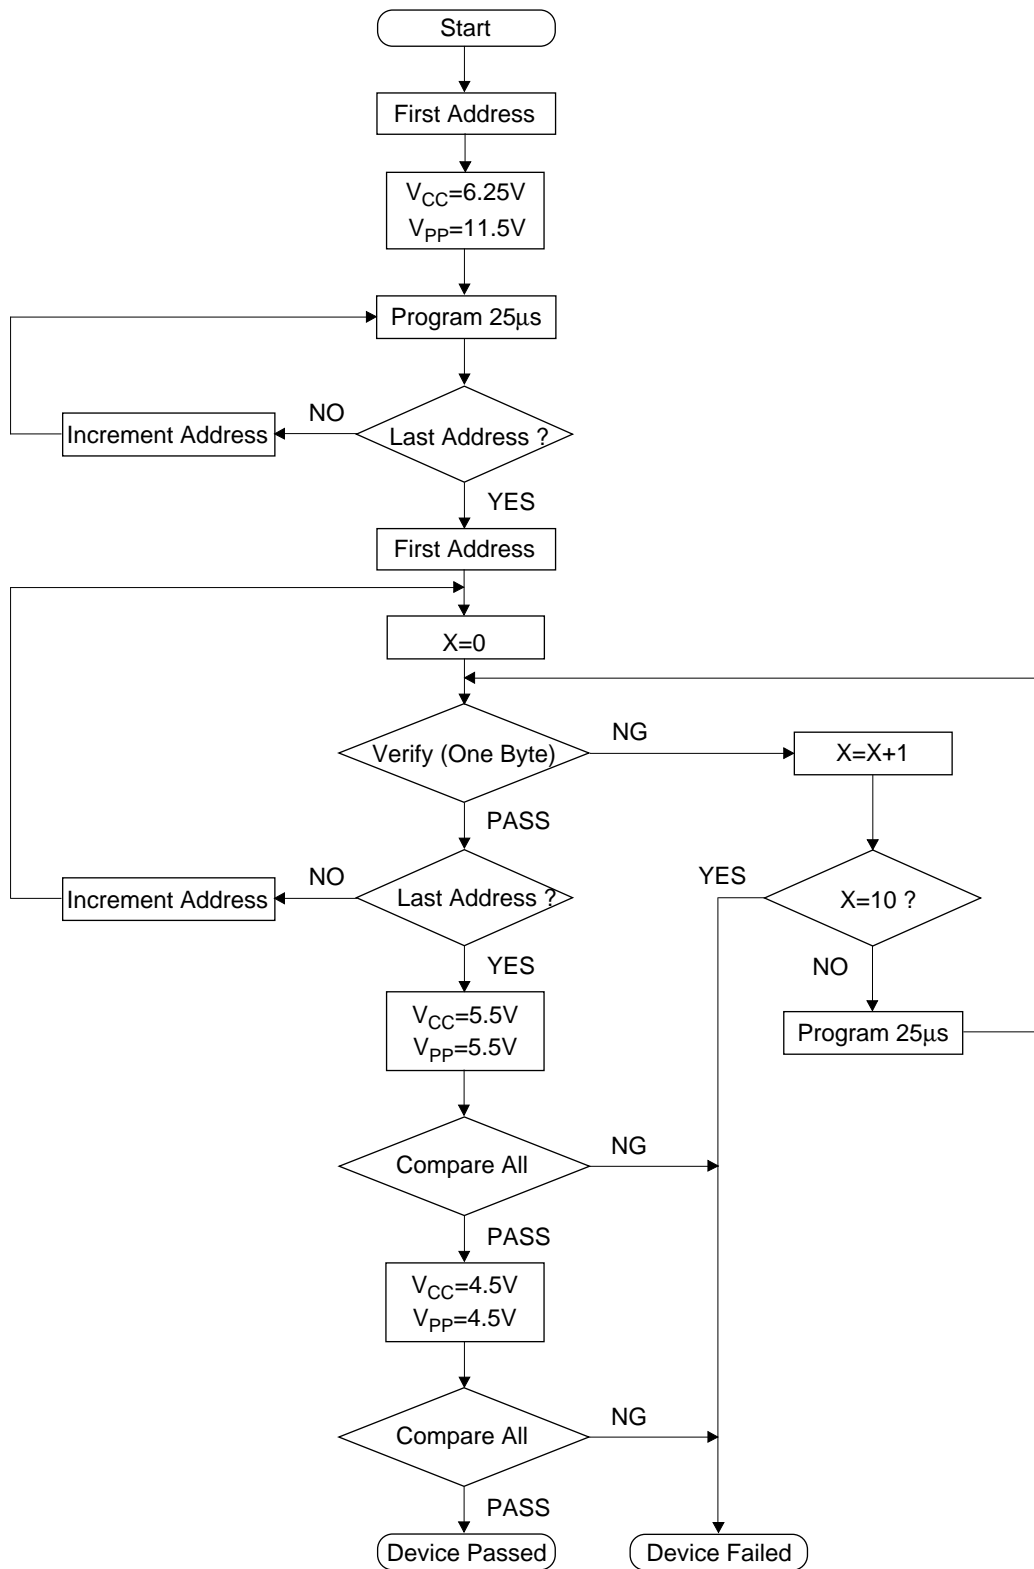 Start
First Address
VCC=6.25V
VPP=11.5V
Program 25μs
NO
Increment Address
Last Address ?
YES
First Address
X=0
Verify (One Byte)
NG
X=X+1
PASS
NO
Increment Address
Last Address ?
YES
X=10 ?
YES
NO
VCC=5.5V
VPP=5.5V
Program 25μs
Compare All
NG
PASS
VCC=4.5V
VPP=4.5V
Compare All
NG
PASS
Device Passed
Device Failed